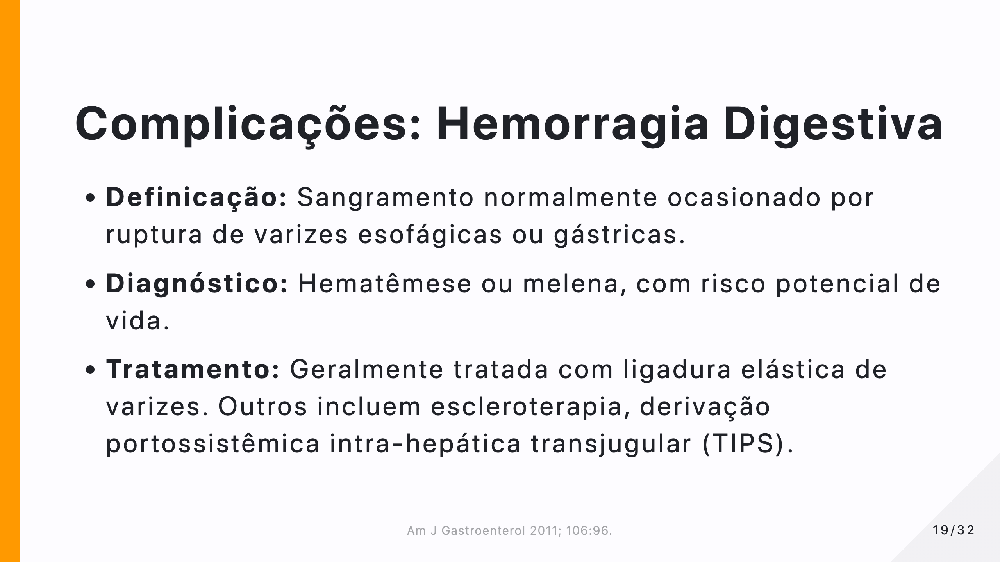 Complicações: Hemorragia Digestiva
• Definicação: Sangramento normalmente ocasionado por
ruptura de varizes esofágicas ou gástricas.
• Diagnóstico: Hematêmese ou melena, com risco potencial de
vida.
• Tratamento: Geralmente tratada com ligadura elástica de
varizes. Outros incluem escleroterapia, derivação
portossistêmica intra-hepática transjugular (TIPS).
Am J Gastroenterol 2011; 106:96.
19/32